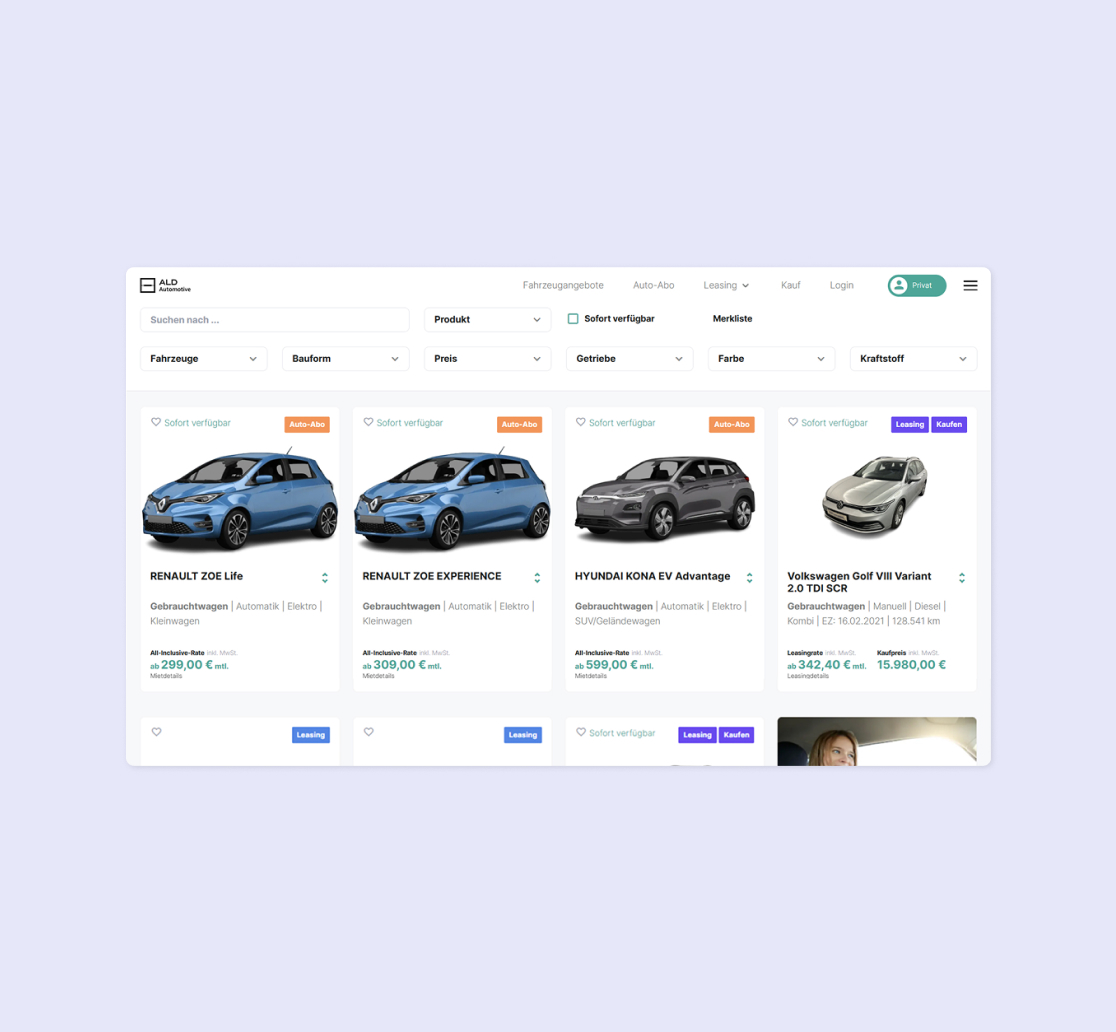 ALD
Automotive
Fahrzeugangebote Auto-Abo Leasing Kauf Login Privat
Suchen nach ... Produkt Sofort verfügbar Merkliste
Fahrzeuge Bauform Preis Getriebe Farbe Kraftstoff
Sofort verfügbar Auto-Abo
RENAULT ZOE Life
Gebrauchtwagen | Automatik | Elektro |
Kleinwagen
All-Inclusive-Rate inkl. MwSt.
ab 299,00 € mtl.
Mietdetails
Sofort verfügbar Auto-Abo
RENAULT ZOE EXPERIENCE
Gebrauchtwagen | Automatik | Elektro |
Kleinwagen
All-Inclusive-Rate inkl. MwSt.
ab 309,00 € mtl.
Mietdetails
Sofort verfügbar Auto-Abo
HYUNDAI KONA EV Advantage
Gebrauchtwagen | Automatik | Elektro |
SUV/Geländewagen
All-Inclusive-Rate inkl. MwSt.
ab 599,00 € mtl.
Mietdetails
Sofort verfügbar Leasing Kaufen
Volkswagen Golf VIII Variant
2.0 TDI SCR
Gebrauchtwagen | Manuell | Diesel |
Kombi | EZ: 16.02.2021 | 128.541 km
Leasingrate inkl. MwSt. Kaufpreis inkl. MwSt.
ab 342,40 € mtl. 15.980,00 €
Leasingdetails
Leasing
Leasing
Sofort verfügbar Leasing Kaufen